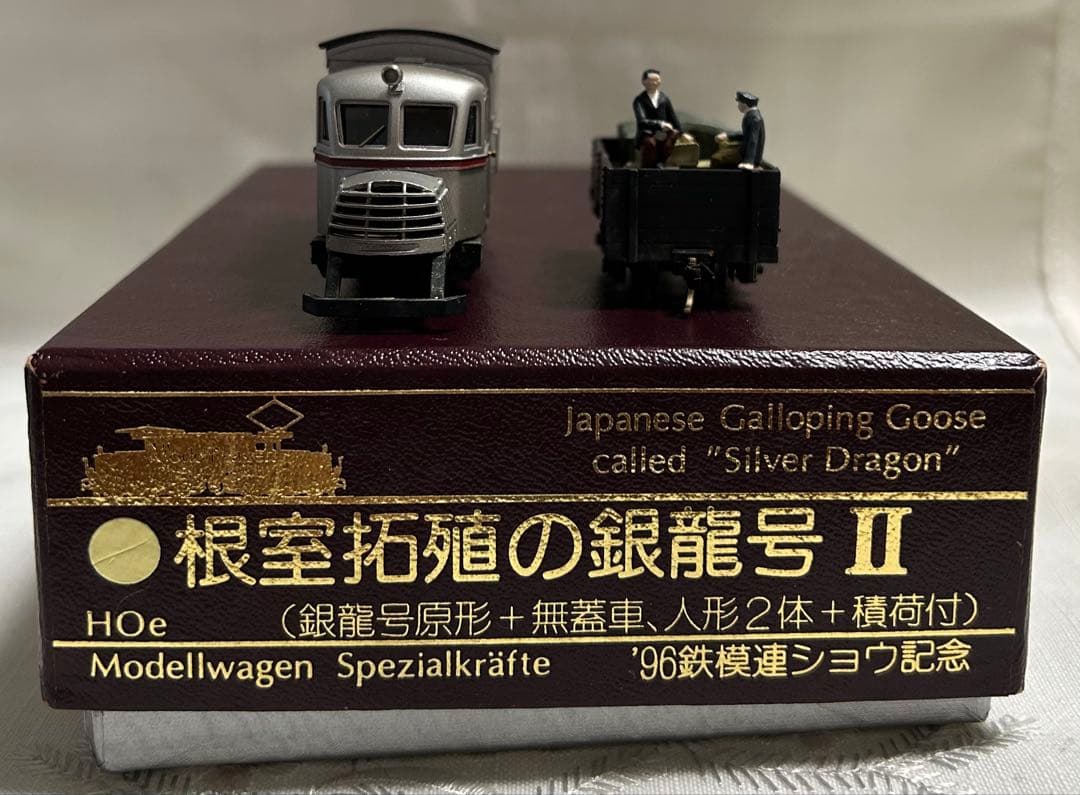 Japanese Galloping Goose
called "Silver Dragon"
根室拓殖の銀龍号Ⅱ
HOe (銀龍号原形+無蓋車、人形2体+積荷付)
Modellwagen Spezialkräfte '96鉄模連ショウ記念